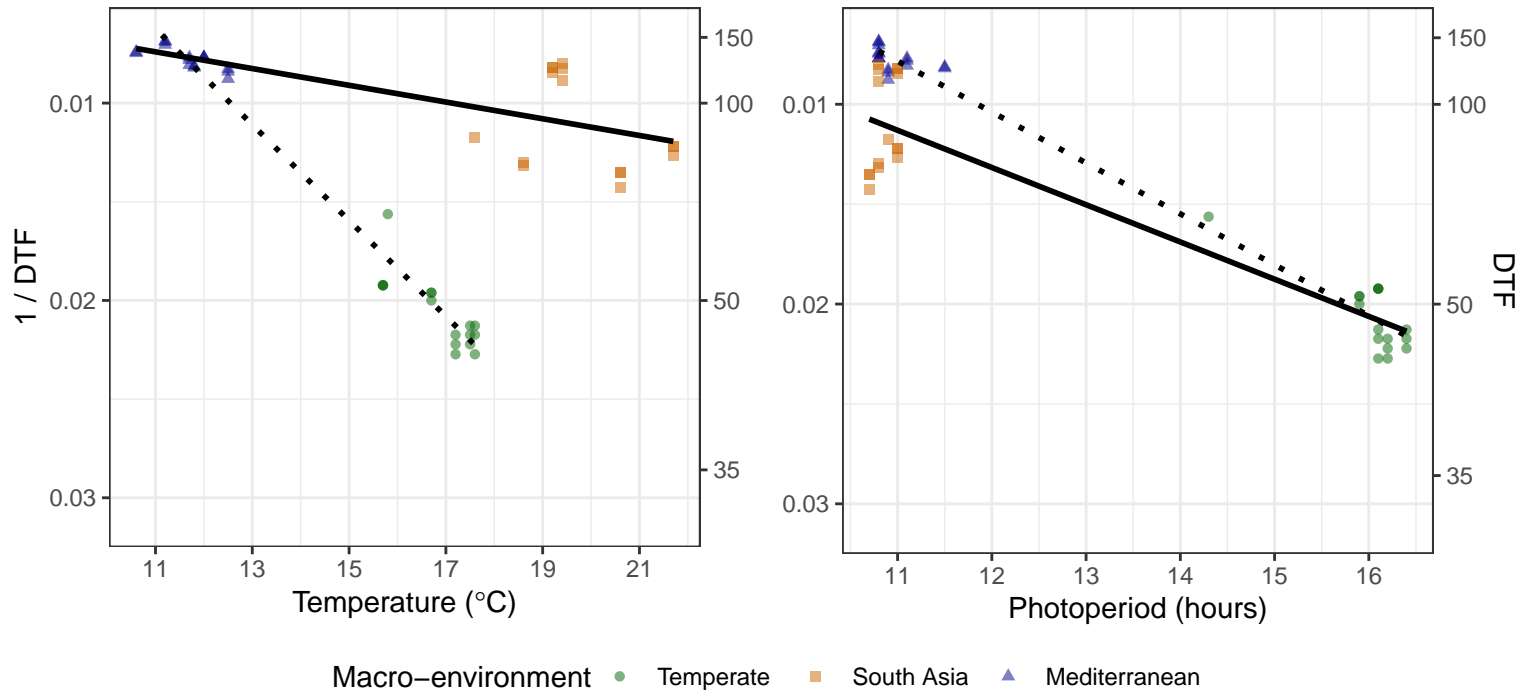 1 / DTF
0.01
0.02
0.03
150
100
50
35
11 13 15 17 19 21
Temperature (°C)
0.01
0.02
0.03
150
100
50
35
DTF
11 12 13 14 15 16
Photoperiod (hours)
Macro−environment Temperate South Asia Mediterranean